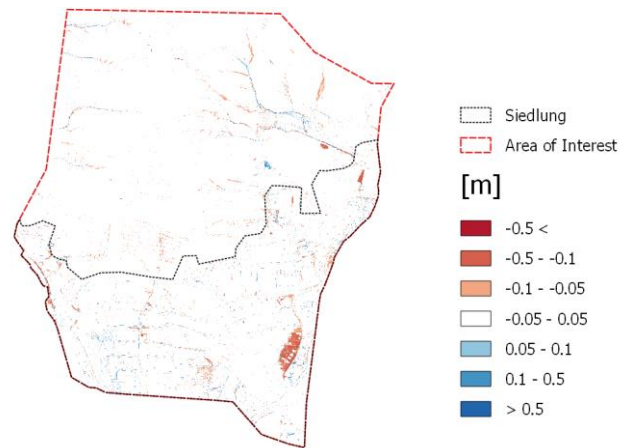 Siedlung
Area of Interest
[m]
-0.5 <
-0.5 - -0.1
-0.1 - -0.05
-0.05 - 0.05
0.05 - 0.1
0.1 - 0.5
> 0.5